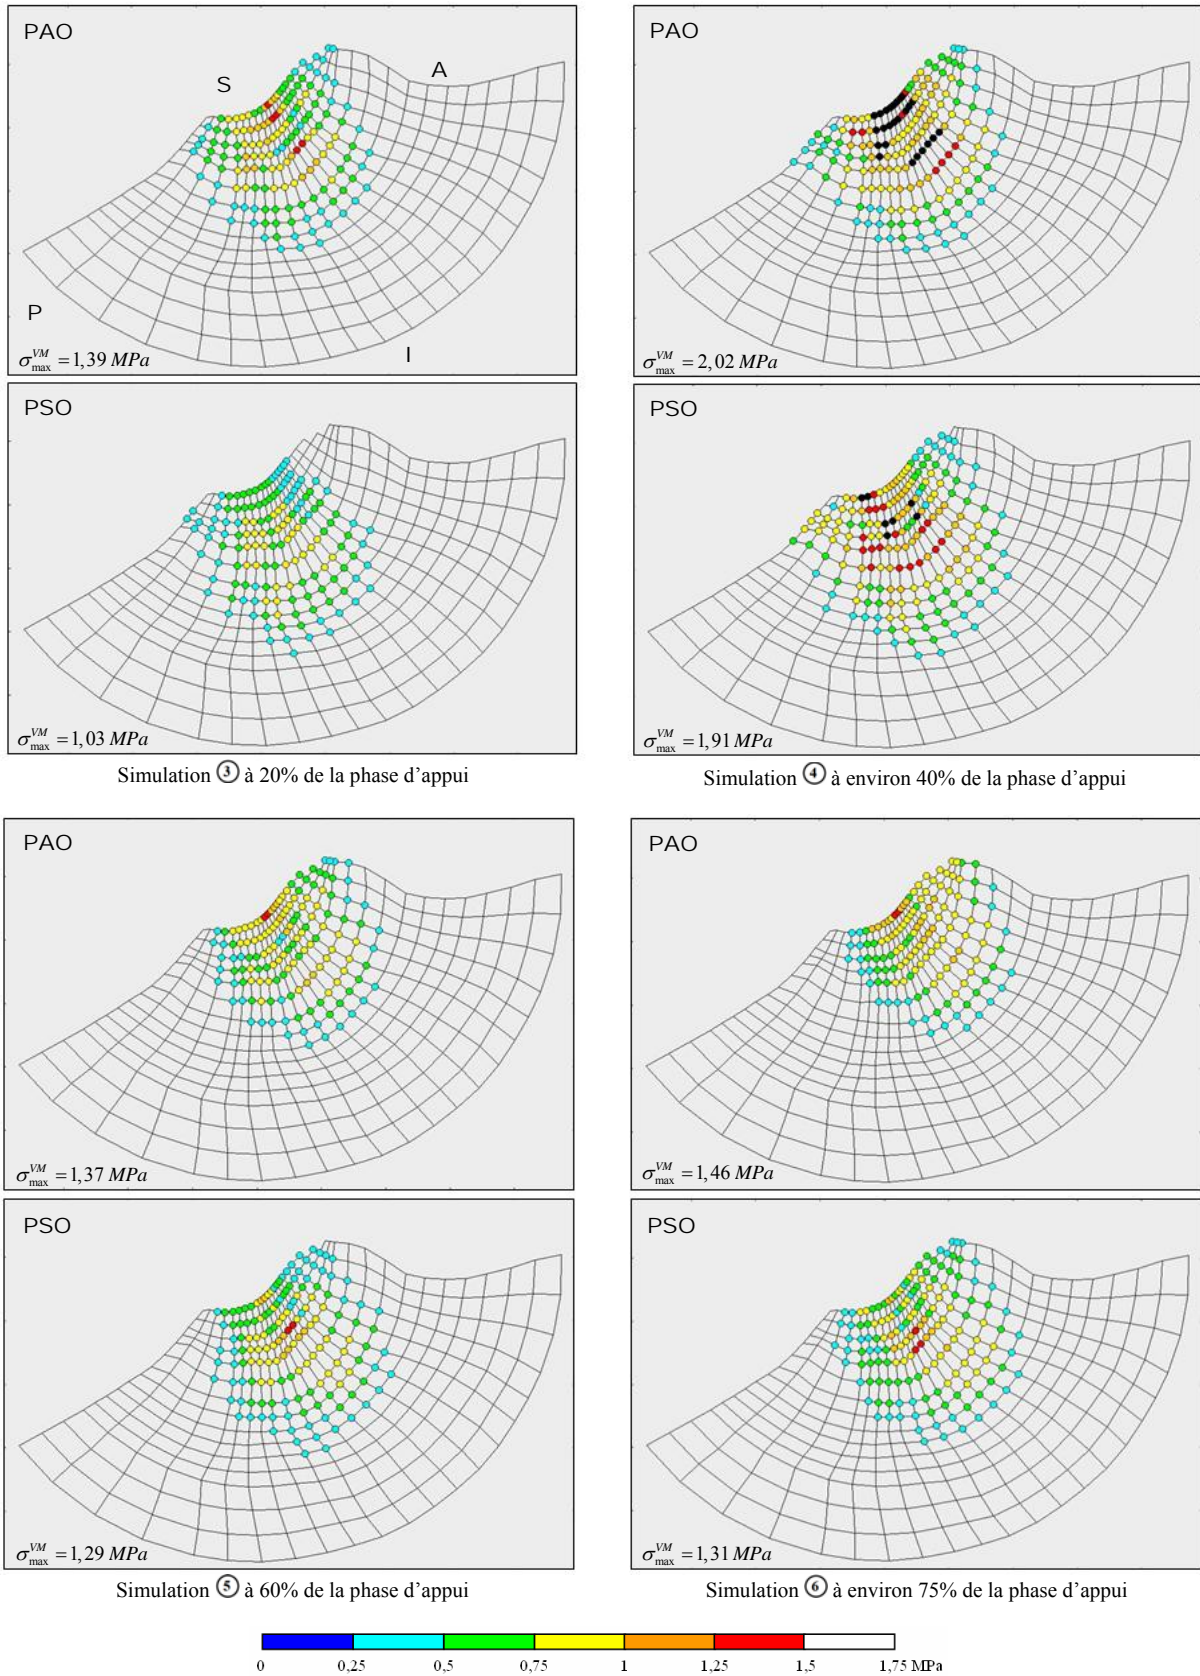 PAO
S
A
P
I
σ_max^VM = 1,39 MPa
PAO
σ_max^VM = 2,02 MPa
PSO
σ_max^VM = 1,03 MPa
PSO
σ_max^VM = 1,91 MPa
Simulation ③ à 20% de la phase d’appui
Simulation ④ à environ 40% de la phase d’appui
PAO
σ_max^VM = 1,37 MPa
PAO
σ_max^VM = 1,46 MPa
PSO
σ_max^VM = 1,29 MPa
PSO
σ_max^VM = 1,31 MPa
Simulation ⑤ à 60% de la phase d’appui
Simulation ⑥ à environ 75% de la phase d’appui
0 0,25 0,5 0,75 1 1,25 1,5 1,75 MPa